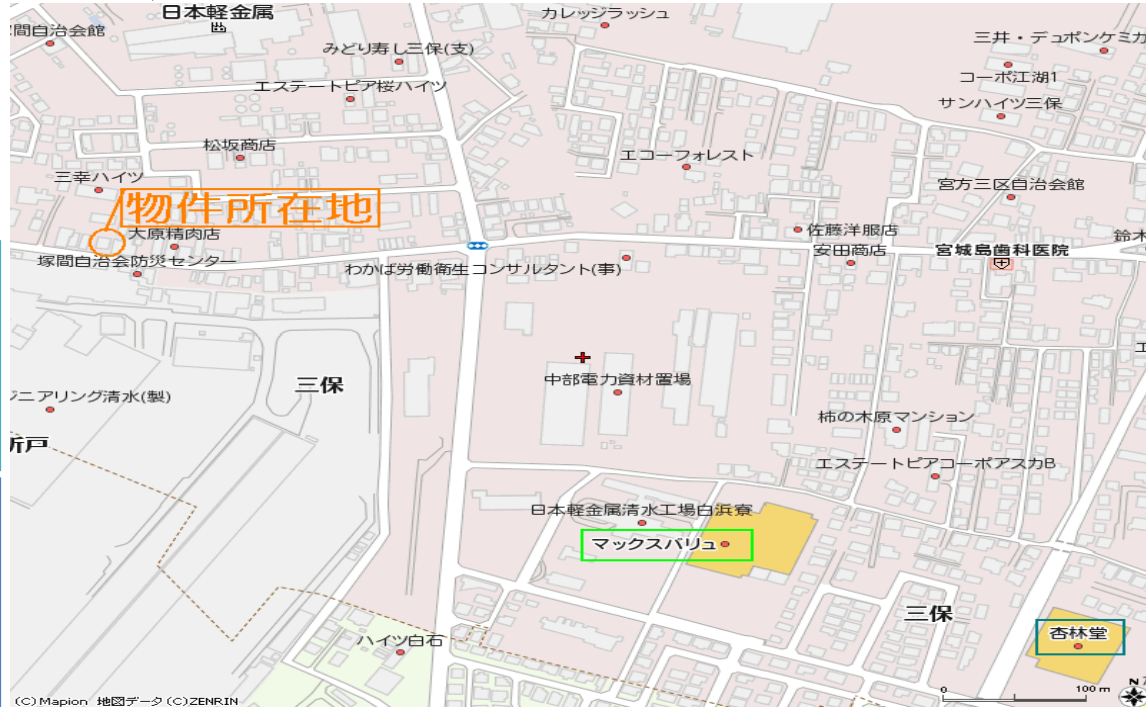 日本軽金属
カレッジラッシュ
間自治会館
みどり寿し三保(支)
三井・デュポンケミカ
エステートピア桜ハイツ
コーポ江湖1
サンハイツ三保
松坂商店
エコーフォレスト
三幸ハイツ
宮方三区自治会館
物件所在地
大原精肉店
佐藤洋服店
鈴木
塚間自治会防災センター
安田商店
宮城島歯科医院
わかば労働衛生コンサルタント(事)
中部電力資材置場
三保
ジニアリング清水(製)
柿の木原マンション
折戸
エステートピアコーポアスカB
日本軽金属清水工場白浜寮
マックスバリュ
三保
杏林堂
ハイツ白石
0
100 m
N
(C)Mapion 地図データ(C)ZENRIN